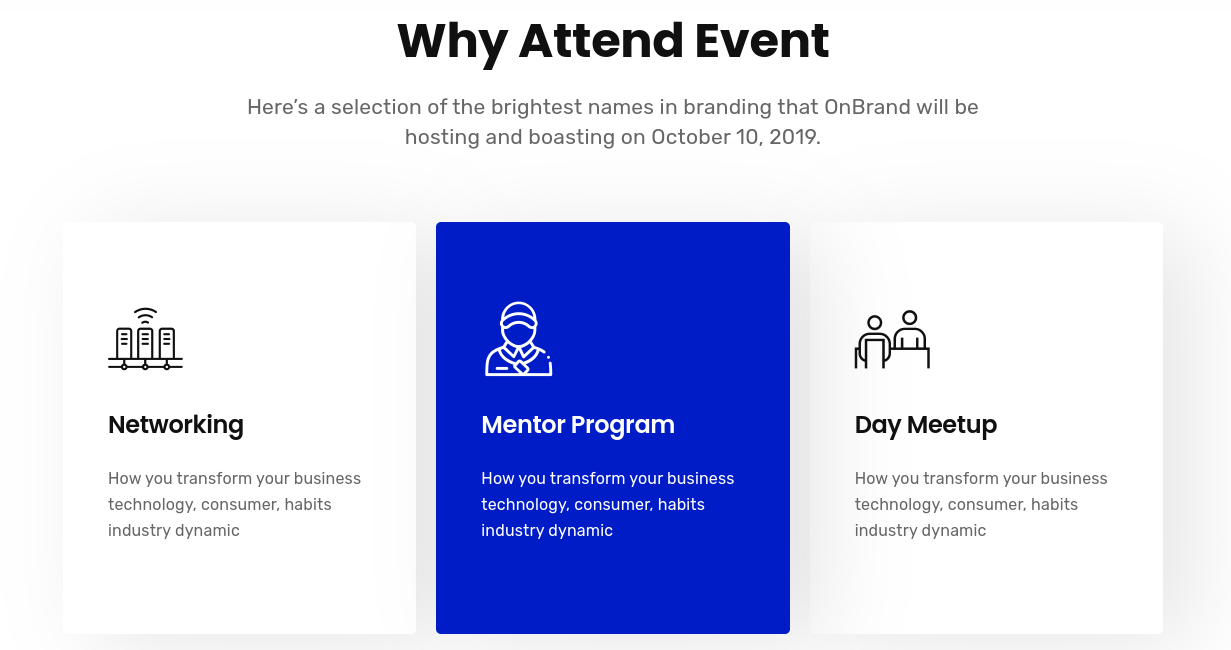 Why Attend Event
Here’s a selection of the brightest names in branding that OnBrand will be
hosting and boasting on October 10, 2019.
Networking
How you transform your business
technology, consumer, habits
industry dynamic
Mentor Program
How you transform your business
technology, consumer, habits
industry dynamic
Day Meetup
How you transform your business
technology, consumer, habits
industry dynamic